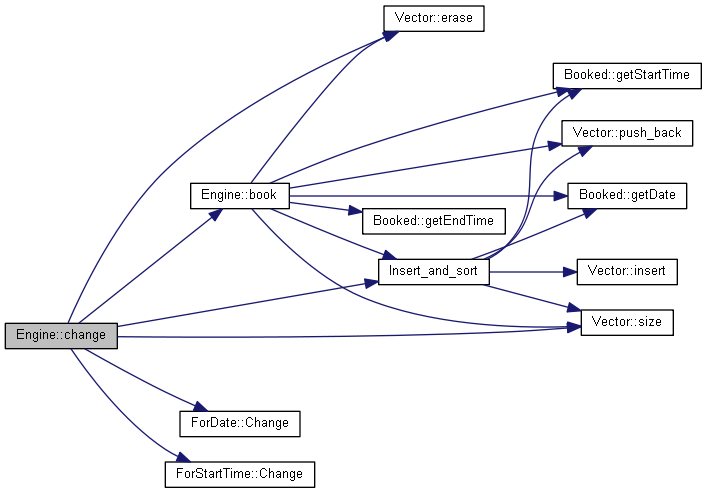 Vector::erase
Booked::getStartTime
Vector::push_back
Engine::book
Booked::getDate
Booked::getEndTime
Insert_and_sort
Vector::insert
Vector::size
Engine::change
ForDate::Change
ForStartTime::Change